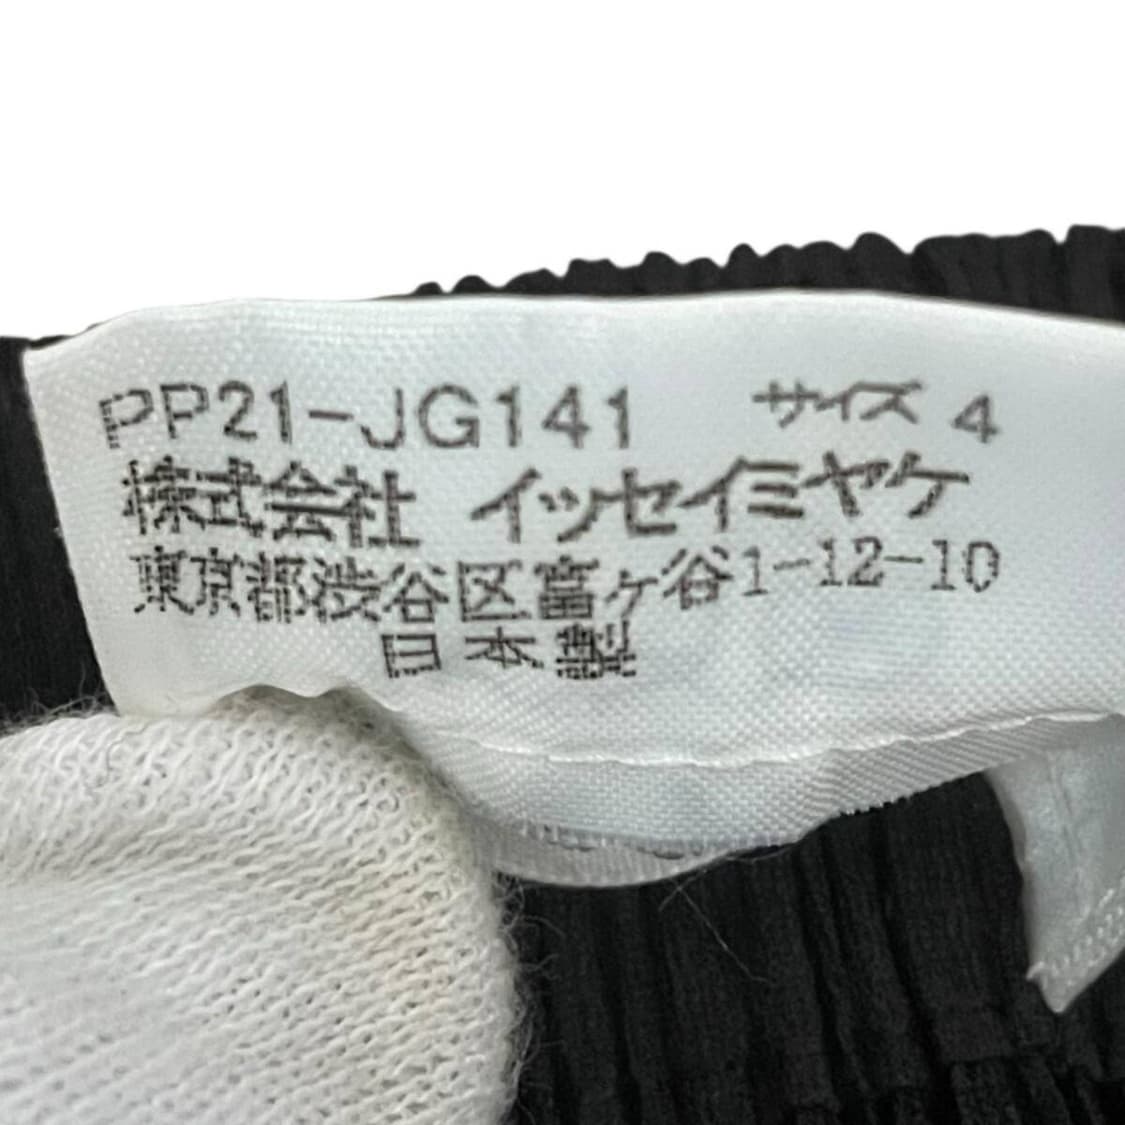 PP21-JG141 サイズ 4
株式会社 イッセイミヤケ
東京都渋谷区富ヶ谷1-12-10
日本製